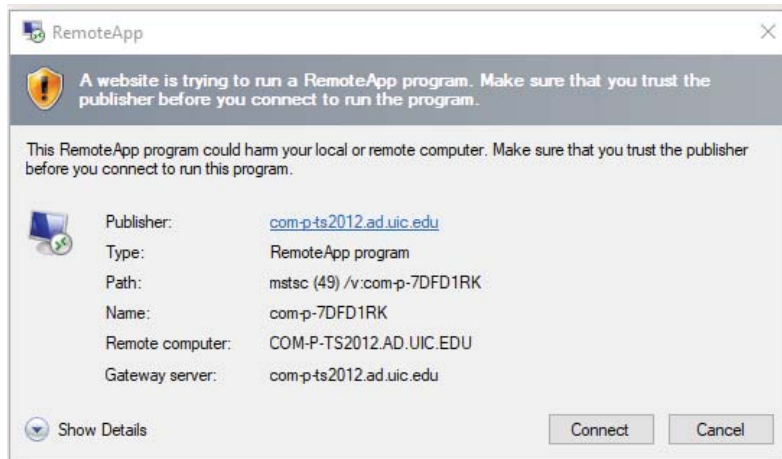 RemoteApp
A website is trying to run a RemoteApp program. Make sure that you trust the
publisher before you connect to run the program.
This RemoteApp program could harm your local or remote computer. Make sure that you trust the publisher
before you connect to run this program.
Publisher: com-p-ts2012.ad.uic.edu
Type: RemoteApp program
Path: mstsc (49) /v:com-p-7DFD1RK
Name: com-p-7DFD1RK
Remote computer: COM-P-TS2012.AD.UIC.EDU
Gateway server: com-p-ts2012.ad.uic.edu
Show Details Connect Cancel